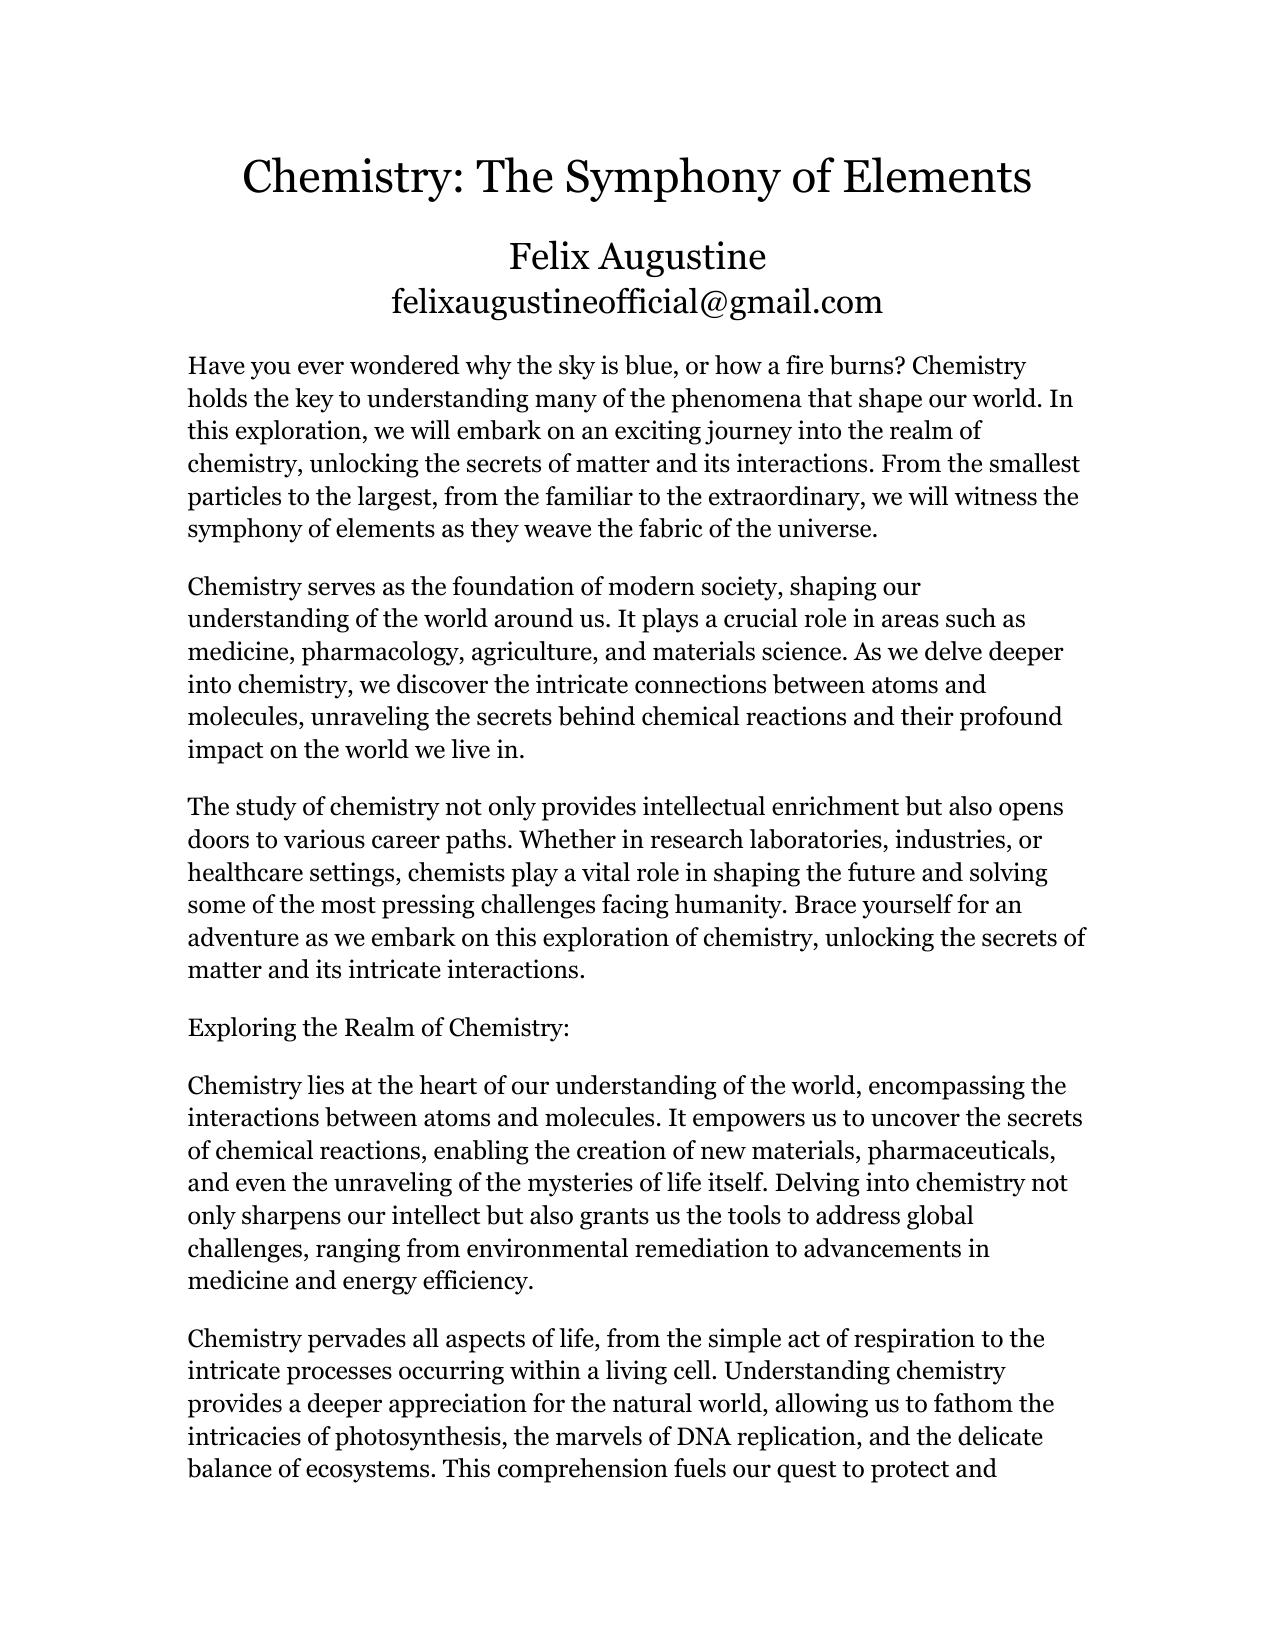 Chemistry: The Symphony of Elements
Felix Augustine
felixaugustineofficial@gmail.com
Have you ever wondered why the sky is blue, or how a fire burns? Chemistry
holds the key to understanding many of the phenomena that shape our world. In
this exploration, we will embark on an exciting journey into the realm of
chemistry, unlocking the secrets of matter and its interactions. From the smallest
particles to the largest, from the familiar to the extraordinary, we will witness the
symphony of elements as they weave the fabric of the universe.
Chemistry serves as the foundation of modern society, shaping our
understanding of the world around us. It plays a crucial role in areas such as
medicine, pharmacology, agriculture, and materials science. As we delve deeper
into chemistry, we discover the intricate connections between atoms and
molecules, unraveling the secrets behind chemical reactions and their profound
impact on the world we live in.
The study of chemistry not only provides intellectual enrichment but also opens
doors to various career paths. Whether in research laboratories, industries, or
healthcare settings, chemists play a vital role in shaping the future and solving
some of the most pressing challenges facing humanity. Brace yourself for an
adventure as we embark on this exploration of chemistry, unlocking the secrets of
matter and its intricate interactions.
Exploring the Realm of Chemistry:
Chemistry lies at the heart of our understanding of the world, encompassing the
interactions between atoms and molecules. It empowers us to uncover the secrets
of chemical reactions, enabling the creation of new materials, pharmaceuticals,
and even the unraveling of the mysteries of life itself. Delving into chemistry not
only sharpens our intellect but also grants us the tools to address global
challenges, ranging from environmental remediation to advancements in
medicine and energy efficiency.
Chemistry pervades all aspects of life, from the simple act of respiration to the
intricate processes occurring within a living cell. Understanding chemistry
provides a deeper appreciation for the natural world, allowing us to fathom the
intricacies of photosynthesis, the marvels of DNA replication, and the delicate
balance of ecosystems. This comprehension fuels our quest to protect and